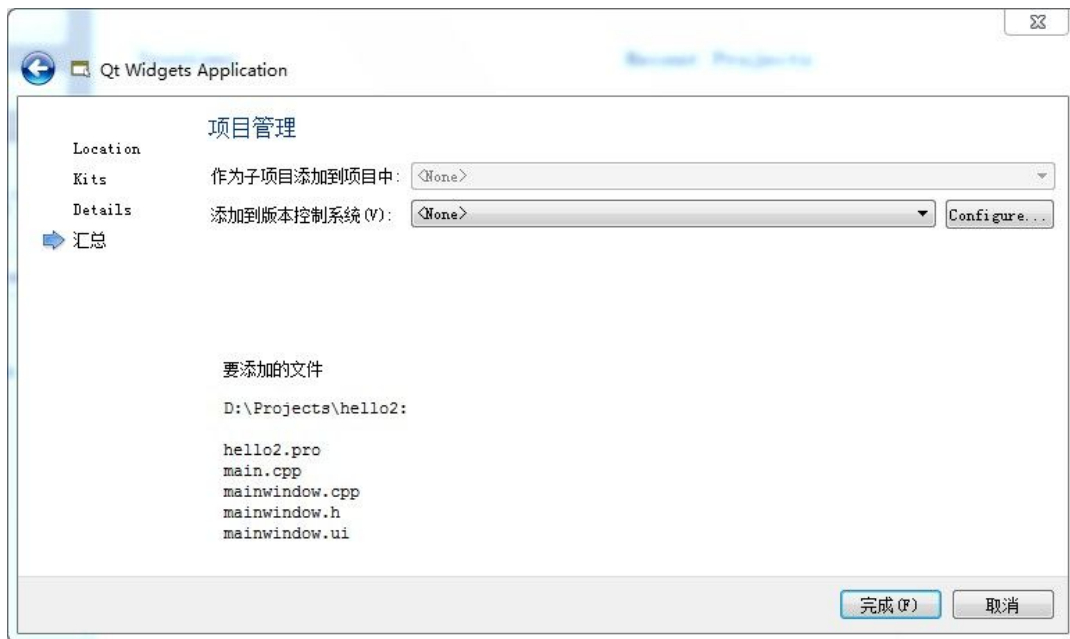 Qt Widgets Application
Recent Projects
Location
Kits
Details
汇总
项目管理
作为子项目添加到项目中: <None>
添加到版本控制系统(V): <None> Configure...
要添加的文件
D:\Projects\hello2:
hello2.pro
main.cpp
mainwindow.cpp
mainwindow.h
mainwindow.ui
完成(F) 取消